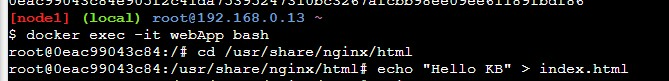 [node1] (local) root@192.168.0.13 ~
$ docker exec -it webApp bash
root@0eac99043c84:/# cd /usr/share/nginx/html
root@0eac99043c84:/usr/share/nginx/html# echo "Hello KB" > index.html